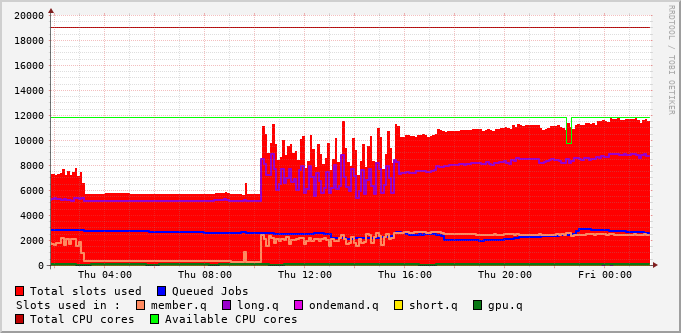 RRDTOOL / TOBI OETIKER
20000
18000
16000
14000
12000
10000
8000
6000
4000
2000
0
Thu 04:00 Thu 08:00 Thu 12:00 Thu 16:00 Thu 20:00 Fri 00:00
Total slots used Queued Jobs
Slots used in : member.q long.q ondemand.q short.q gpu.q
Total CPU cores Available CPU cores